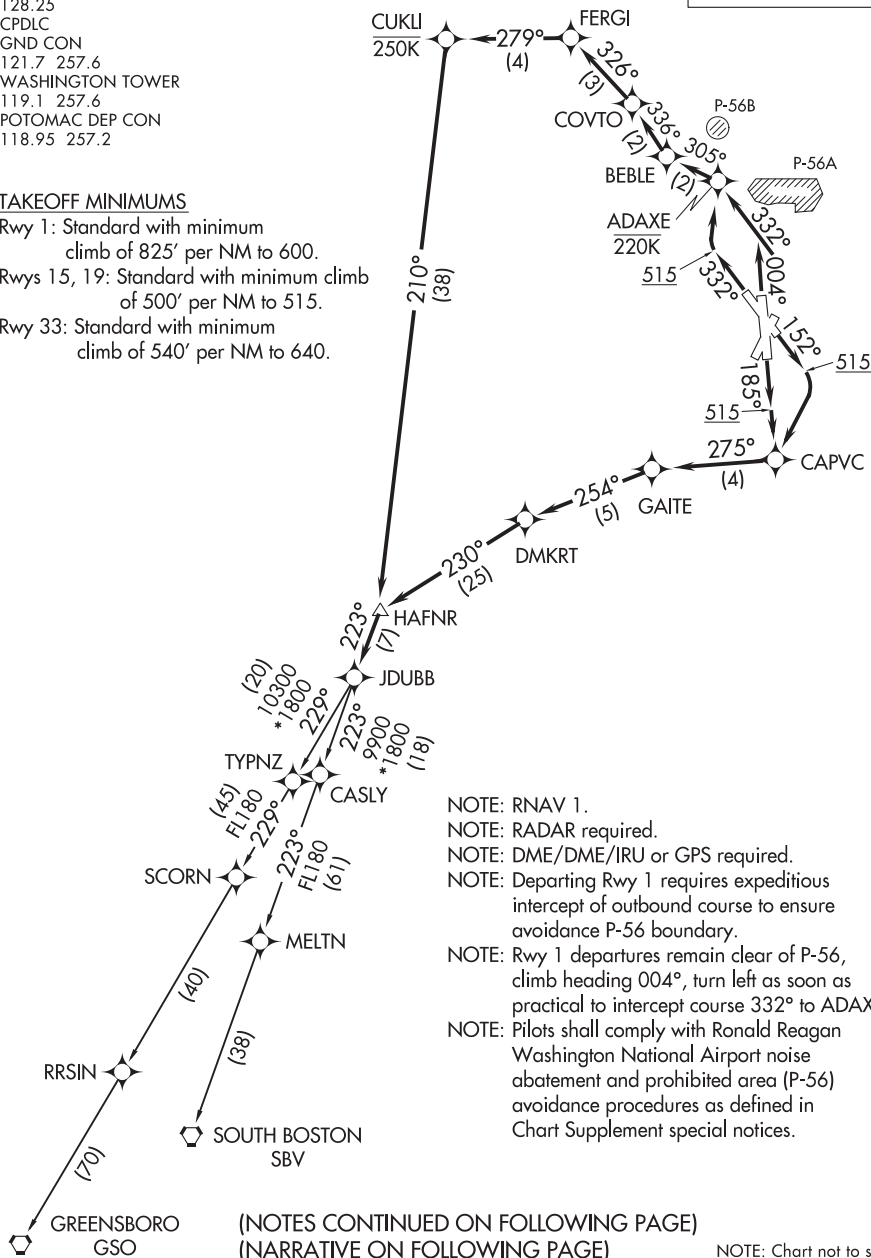 128.25
CPDLC
GND CON
121.7 257.6
WASHINGTON TOWER
119.1 257.6
POTOMAC DEP CON
118.95 257.2
TAKEOFF MINIMUMS
Rwy 1: Standard with minimum
climb of 825' per NM to 600.
Rwys 15, 19: Standard with minimum climb
of 500' per NM to 515.
Rwy 33: Standard with minimum
climb of 540' per NM to 640.
CUKLI
250K
279°
(4)
FERGI
326°
(3)
COVTO
336°
(2)
P-56B
BEBLE
305°
(2)
P-56A
ADAXE
220K
332°
515
332°
004°
210°
(38)
152°
515
185°
515
CAPVC
275°
(4)
GAITE
254°
(5)
DMKRT
230°
(25)
HAFNR
223°
(7)
JDUBB
(20)
10300
*1800
229°
223°
9900
*1800
(18)
TYPNZ
CASLY
(45)
FL180
229°
223°
FL180
(61)
SCORN
MELTN
(40)
(38)
RRSIN
SOUTH BOSTON
SBV
(70)
GREENSBORO
GSO
NOTE: RNAV 1.
NOTE: RADAR required.
NOTE: DME/DME/IRU or GPS required.
NOTE: Departing Rwy 1 requires expeditious
intercept of outbound course to ensure
avoidance P-56 boundary.
NOTE: Rwy 1 departures remain clear of P-56,
climb heading 004°, turn left as soon as
practical to intercept course 332° to ADAX
NOTE: Pilots shall comply with Ronald Reagan
Washington National Airport noise
abatement and prohibited area (P-56)
avoidance procedures as defined in
Chart Supplement special notices.
(NOTES CONTINUED ON FOLLOWING PAGE)
(NARRATIVE ON FOLLOWING PAGE)
NOTE: Chart not to s